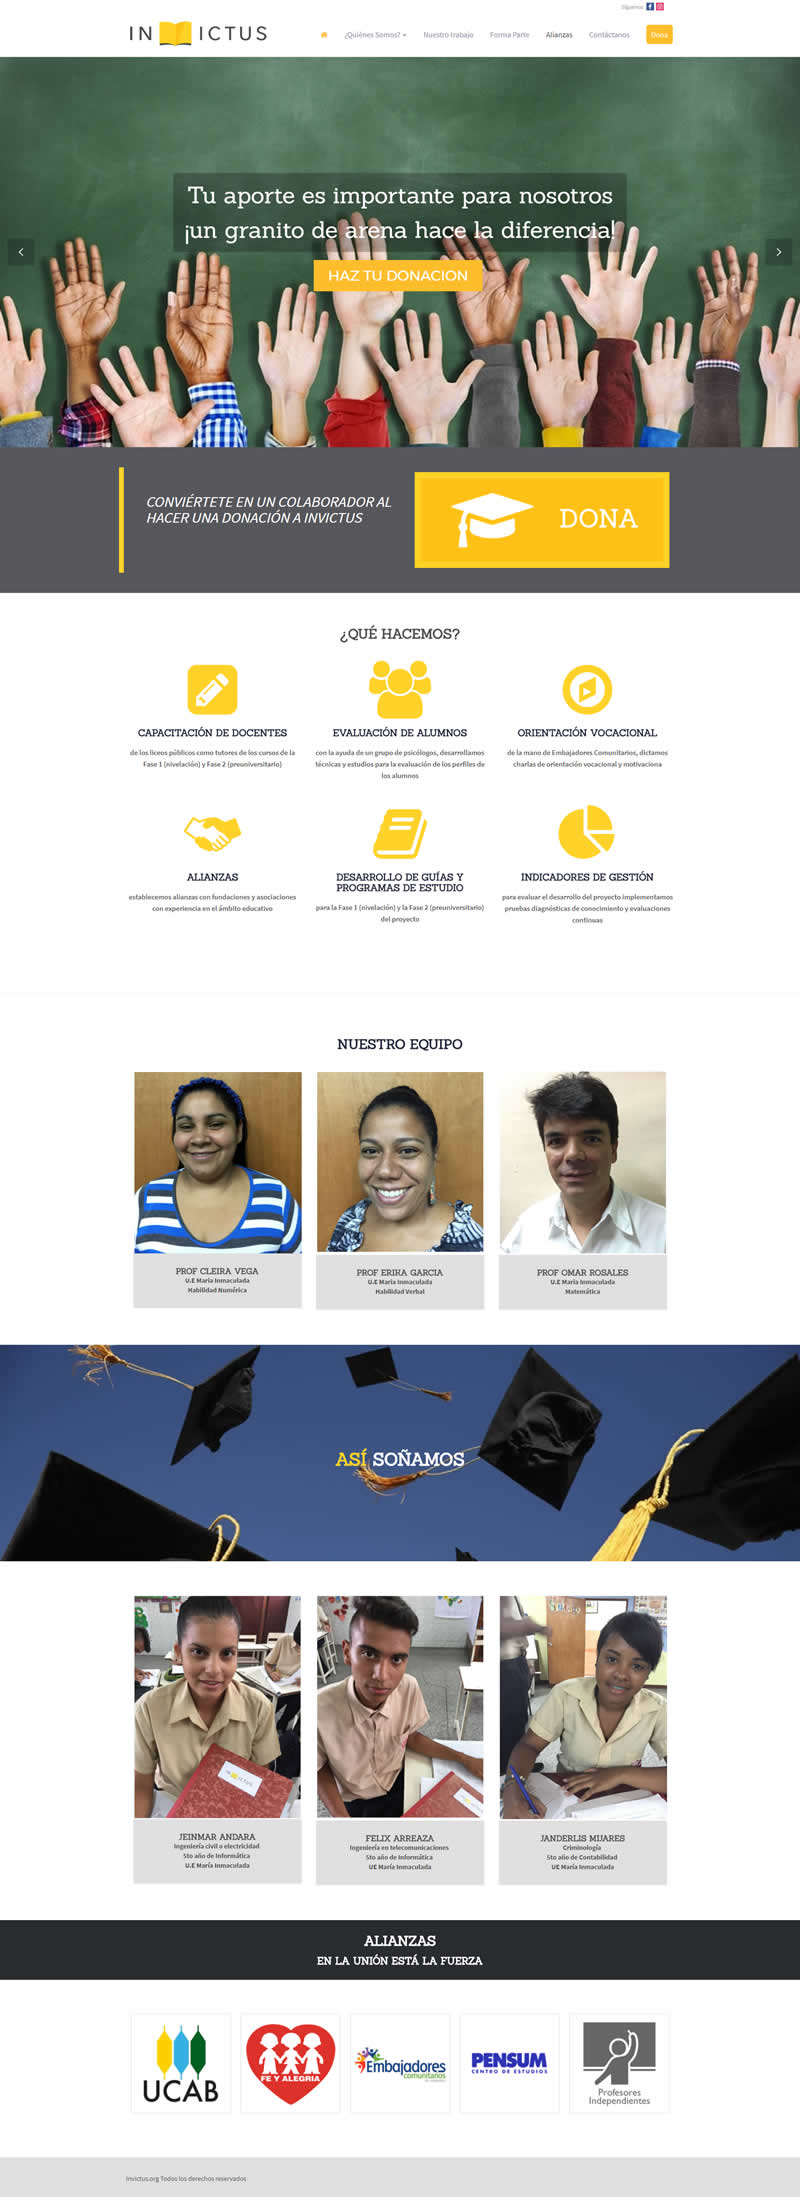 Síguenos
INVICTUS
¿Quiénes Somos?
Nuestro trabajo
Forma Parte
Alianzas
Contáctanos
Dona
Tu aporte es importante para nosotros
¡un granito de arena hace la diferencia!
HAZ TU DONACION
CONVIÉRTETE EN UN COLABORADOR AL
HACER UNA DONACIÓN A INVICTUS
DONA
¿QUÉ HACEMOS?
CAPACITACIÓN DE DOCENTES
de los liceos públicos como tutores de los cursos de la
Fase 1 (nivelación) y Fase 2 (preuniversitario)
EVALUACIÓN DE ALUMNOS
con la ayuda de un grupo de psicólogos, desarrollamos
técnicas y estudios para la evaluación de los perfiles de
los alumnos
ORIENTACIÓN VOCACIONAL
de la mano de Embajadores Comunitarios, dictamos
charlas de orientación vocacional y motivaciona
ALIANZAS
establecemos alianzas con fundaciones y asociaciones
con experiencia en el ámbito educativo
DESARROLLO DE GUÍAS Y
PROGRAMAS DE ESTUDIO
para la Fase 1 (nivelación) y la Fase 2 (preuniversitario)
del proyecto
INDICADORES DE GESTIÓN
para evaluar el desarrollo del proyecto implementamos
pruebas diagnósticas de conocimiento y evaluaciones
continuas
NUESTRO EQUIPO
PROF CLEIRA VEGA
U.E Maria Inmaculada
Habilidad Numérica
PROF ERIKA GARCIA
U.E Maria Inmaculada
Habilidad Verbal
PROF OMAR ROSALES
U.E Maria Inmaculada
Matemática
ASÍ SOÑAMOS
INVICTUS
JEINMAR ANDARA
Ingeniería civil o electricidad
5to año de Informática
U.E María Inmaculada
FELIX ARREAZA
Ingeniería en telecomunicaciones
5to año de Informática
UE María Inmaculada
JANDERLIS MIJARES
Criminología
5to año de Contabilidad
UE María Inmaculada
ALIANZAS
EN LA UNIÓN ESTÁ LA FUERZA
UCAB
FE Y ALEGRIA
Embajadores
comunitarios
PENSUM
CENTRO DE ESTUDIOS
Profesores
Independientes
Invictus.org Todos los derechos reservados